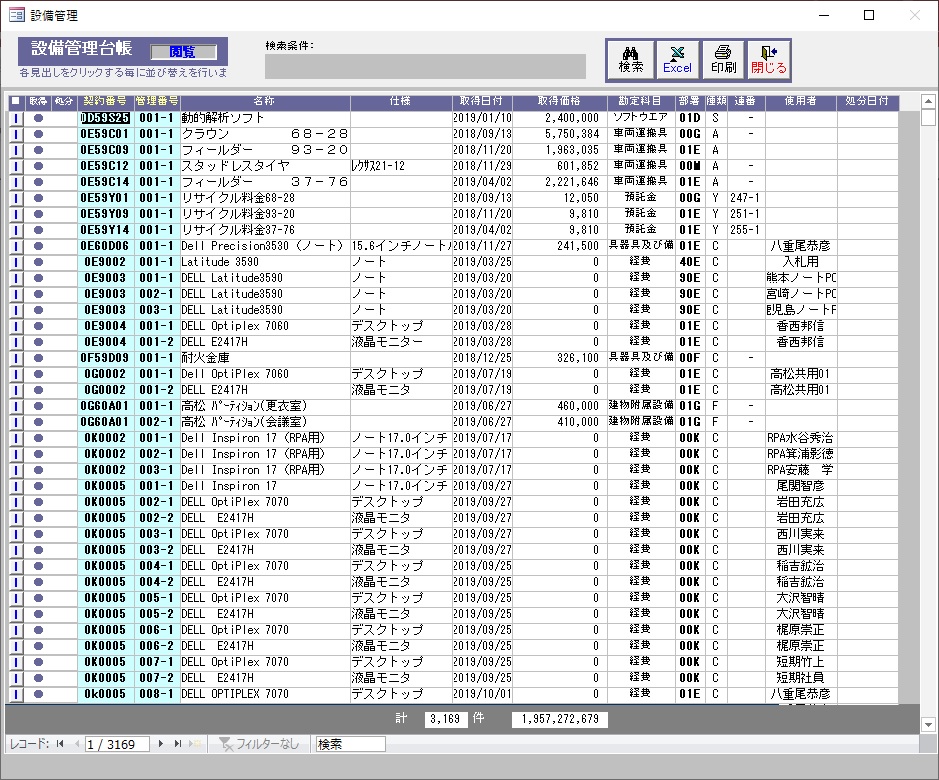 設備管理
設備管理台帳 閲覧
各見出しをクリックする毎に並び替えを行いま
検索条件:
検索 Excel 印刷 閉じる
取得 処分 契約番号 管理番号 名称 仕様 取得日付 取得価格 勘定科目 部署 種類 連番 使用者 処分日付
0D59S25 001-1 動的解析ソフト 2019/01/10 2,400,000 ソフトウエア 01D S -
0E59C01 001-1 クラウン 68-28 2018/09/13 5,750,384 車両運搬具 00G A -
0E59C09 001-1 フィールダー 93-20 2018/11/20 1,963,035 車両運搬具 01E A
0E59C12 001-1 スタッドレスタイヤ ﾚｸｻｽ21-12 2018/11/29 601,852 車両運搬具 00W A -
0E59C14 001-1 フィールダー 37-76 2019/04/02 2,221,646 車両運搬具 01E A -
0E59Y01 001-1 リサイクル料金68-28 2018/09/13 12,050 預託金 00G Y 247-1
0E59Y09 001-1 リサイクル料金93-20 2018/11/20 9,810 預託金 01E Y 251-1
0E59Y14 001-1 リサイクル料金37-76 2019/04/02 9,810 預託金 01E Y 255-1
0E60D06 001-1 Dell Precision3530 (ノート) 15.6インチノート 2019/11/27 241,500 具器具及び備 01E C 八重尾恭彦
0E9002 001-1 Latitude 3590 ノート 2019/03/25 0 経費 40E C 入札用
0E9003 001-1 DELL Latitude3590 ノート 2019/03/20 0 経費 90E C 熊本ノートPC
0E9003 002-1 DELL Latitude3590 ノート 2019/03/20 0 経費 90E C 宮崎ノートPC
0E9003 003-1 DELL Latitude3590 ノート 2019/03/20 0 経費 90E C 鹿児島ノートP
0E9004 001-1 DELL Optiplex 7060 デスクトップ 2019/03/28 0 経費 01E C 香西邦信
0E9004 001-2 DELL E2417H 液晶モニター 2019/03/28 0 経費 01E C 香西邦信
0F59D09 001-1 耐火金庫 2018/12/25 326,100 具器具及び備 00F C -
0G0002 001-1 Dell OptiPlex 7060 デスクトップ 2019/07/19 0 経費 01E C 高松共用01
0G0002 001-2 DELL E2417H 液晶モニタ 2019/07/19 0 経費 01E C 高松共用01
0G60A01 001-1 高松 ﾊﾟｰﾃｨｼｮﾝ(更衣室) 2019/06/27 460,000 建物附属設備 01G F -
0G60A01 002-1 高松 ﾊﾟｰﾃｨｼｮﾝ(会議室) 2019/06/27 410,000 建物附属設備 01G F -
0K0002 001-1 Dell Inspiron 17 (RPA用) ノート17.0インチ 2019/07/17 0 経費 00K C RPA水谷秀治
0K0002 002-1 Dell Inspiron 17 (RPA用) ノート17.0インチ 2019/07/17 0 経費 00K C RPA箕浦彰徳
0K0002 003-1 Dell Inspiron 17 (RPA用) ノート17.0インチ 2019/07/17 0 経費 00K C RPA安藤 学
0K0005 001-1 Dell Inspiron 17 ノート17.0インチ 2019/09/27 0 経費 00K C 尾関智彦
0K0005 002-1 DELL OptiPlex 7070 デスクトップ 2019/09/27 0 経費 00K C 岩田充広
0K0005 002-2 DELL E2417H 液晶モニタ 2019/09/27 0 経費 00K C 岩田充広
0K0005 003-1 DELL OptiPlex 7070 デスクトップ 2019/09/27 0 経費 00K C 西川実来
0K0005 003-2 DELL E2417H 液晶モニタ 2019/09/27 0 経費 00K C 西川実来
0K0005 004-1 DELL OptiPlex 7070 デスクトップ 2019/09/25 0 経費 00K C 稲吉鉱治
0K0005 004-2 DELL E2417H 液晶モニタ 2019/09/25 0 経費 00K C 稲吉鉱治
0K0005 005-1 DELL OptiPlex 7070 デスクトップ 2019/09/25 0 経費 00K C 大沢智晴
0K0005 005-2 DELL E2417H 液晶モニタ 2019/09/25 0 経費 00K C 大沢智晴
0K0005 006-1 DELL OptiPlex 7070 デスクトップ 2019/09/25 0 経費 00K C 梶原崇正
0K0005 006-2 DELL E2417H 液晶モニタ 2019/09/25 0 経費 00K C 梶原崇正
0K0005 007-1 DELL OptiPlex 7070 デスクトップ 2019/09/25 0 経費 00K C 短期竹上
0K0005 007-2 DELL E2417H 液晶モニタ 2019/09/25 0 経費 00K C 短期社員
0k0005 008-1 DELL OPTIPLEX 7070 デスクトップ 2019/10/01 0 経費 01E C 八重尾恭彦
計 3,169 件 1,957,272,679
レコード: 1 / 3169 フィルターなし 検索